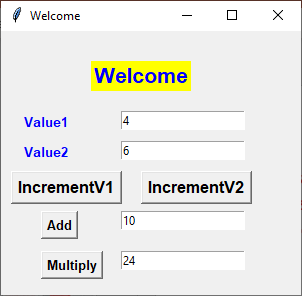 Welcome
Welcome
Value1 4
Value2 6
IncrementV1 IncrementV2
Add 10
Multiply 24